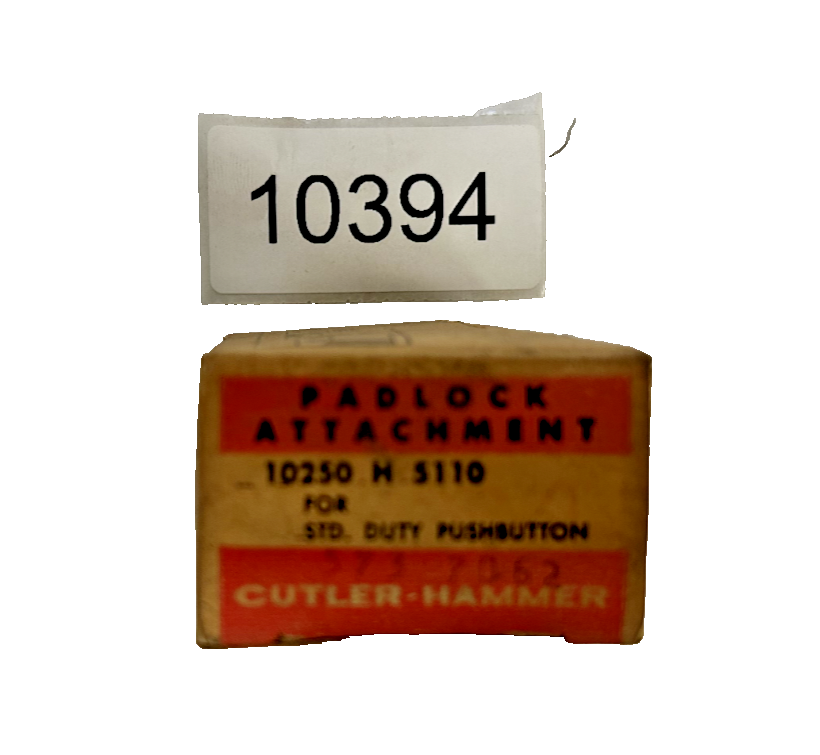 10394
PADLOCK
ATTACHMENT
10250 H 5110
FOR
STD. DUTY PUSHBUTTON
CUTLER-HAMMER